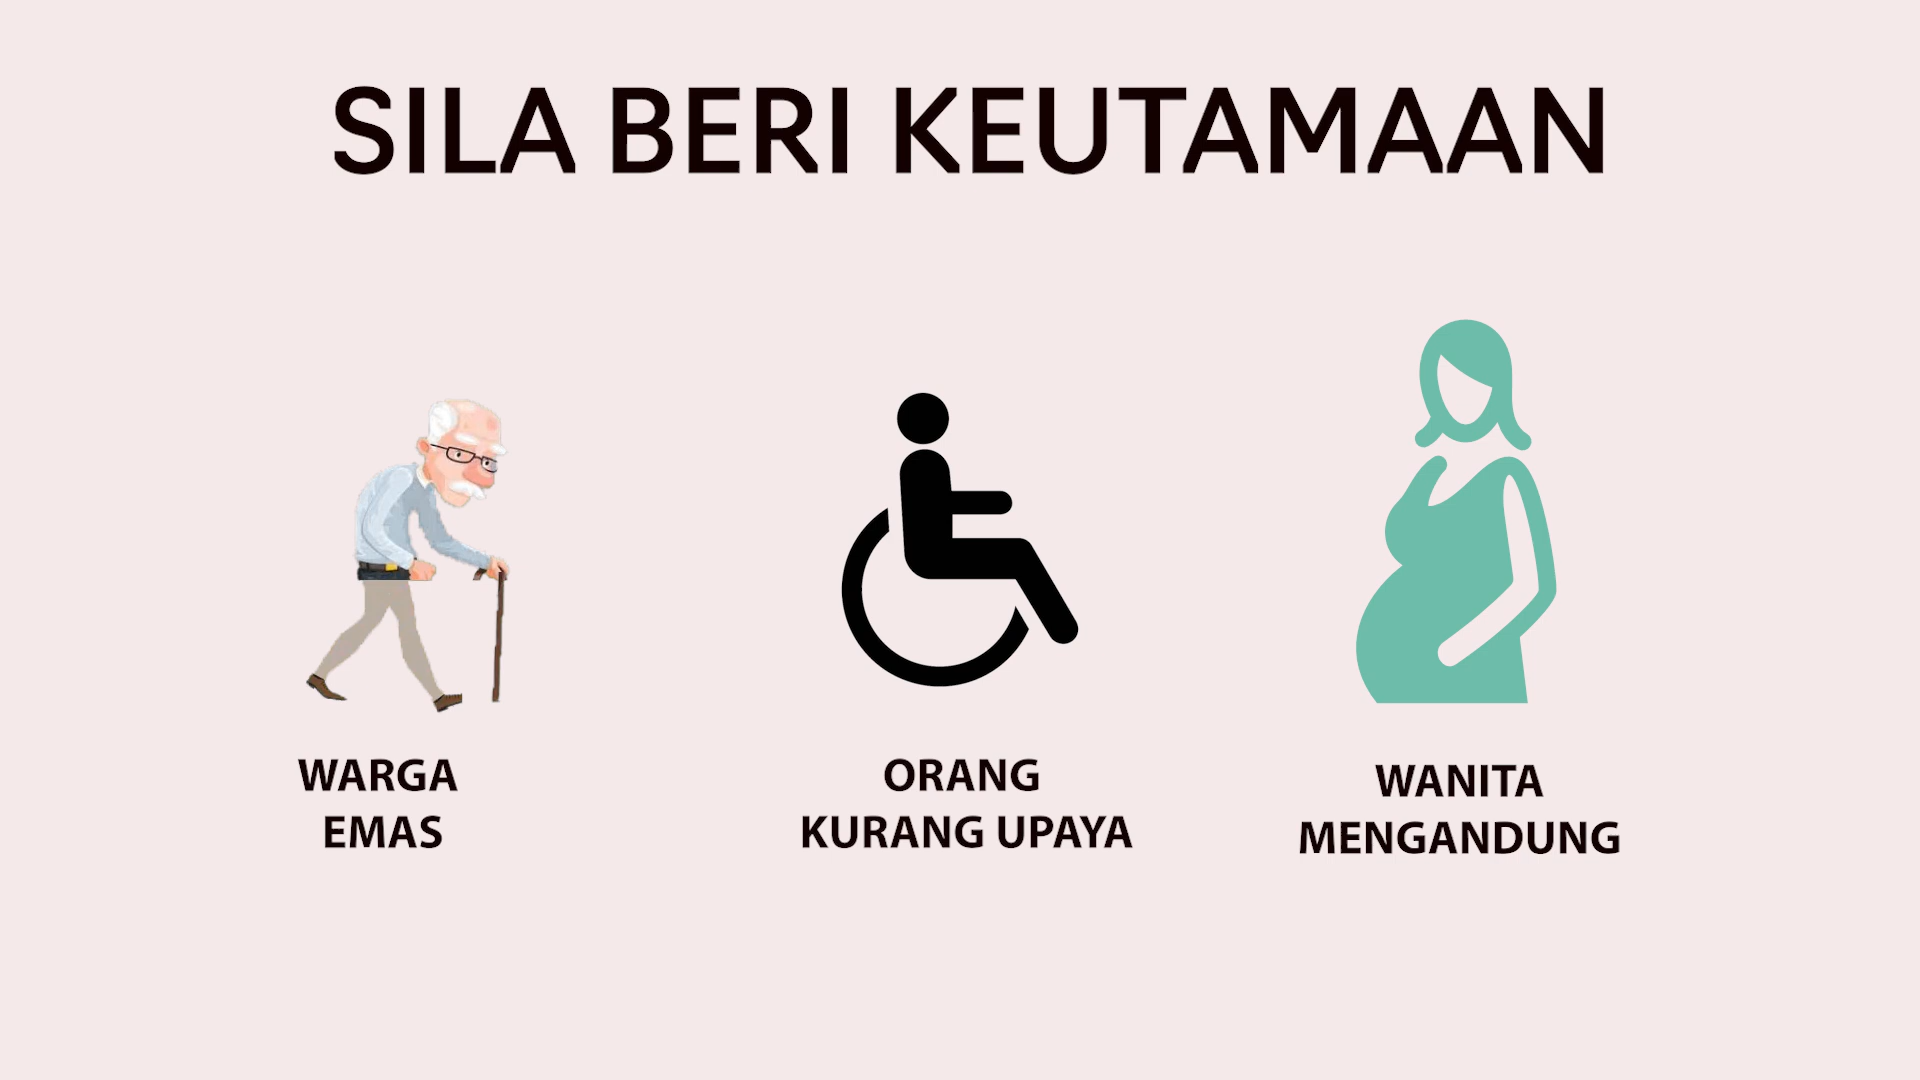 SILA BERI KEUTAMAAN
WARGA
EMAS
ORANG
KURANG UPAYA
WANITA
MENGANDUNG